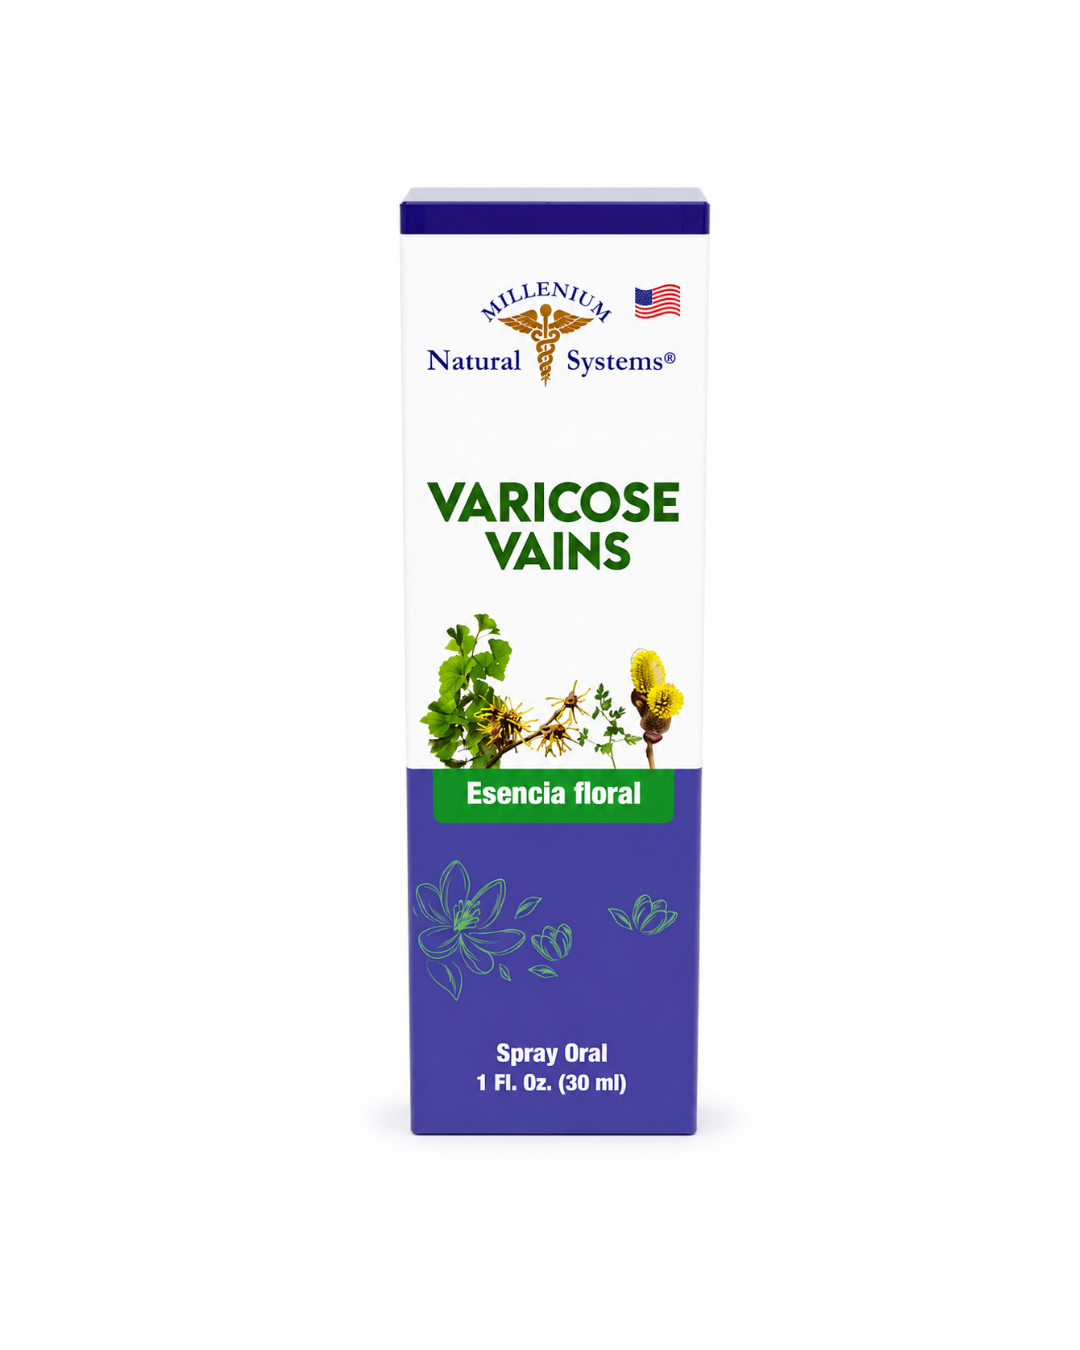 MILLENIUM
Natural Systems®
VARICOSE
VAINS
Esencia floral
Spray Oral
1 Fl. Oz. (30 ml)